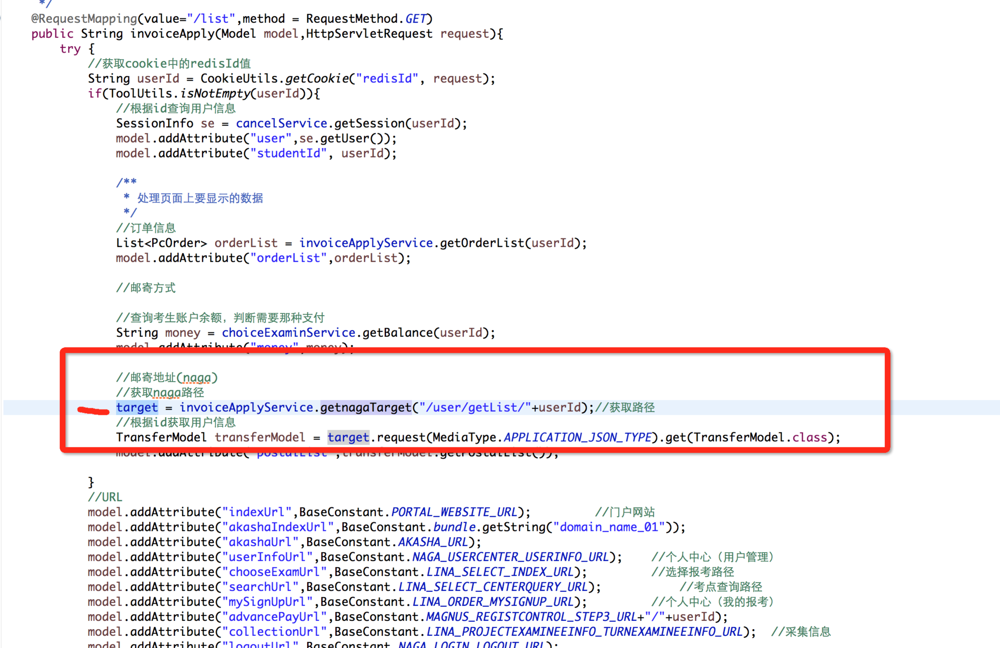 */
@RequestMapping(value="/list",method = RequestMethod.GET)
public String invoiceApply(Model model,HttpServletRequest request){
try {
//获取cookie中的redisId值
String userId = CookieUtils.getCookie("redisId", request);
if(ToolUtils.isNotEmpty(userId)){
//根据id查询用户信息
SessionInfo se = cancelService.getSession(userId);
model.addAttribute("user",se.getUser());
model.addAttribute("studentId", userId);
/**
* 处理页面上要显示的数据
*/
//订单信息
List<PcOrder> orderList = invoiceApplyService.getOrderList(userId);
model.addAttribute("orderList",orderList);
//邮寄方式
//查询考生账户余额，判断需要那种支付
String money = choiceExaminService.getBalance(userId);
model.addAttribute("money",money);
//邮寄地址(naga)
//获取naga路径
target = invoiceApplyService.getnagaTarget("/user/getList/"+userId);//获取路径
//根据id获取用户信息
TransferModel transferModel = target.request(MediaType.APPLICATION_JSON_TYPE).get(TransferModel.class);
model.addAttribute("postalList",transferModel.getPostalList());
}
//URL
model.addAttribute("indexUrl",BaseConstant.PORTAL_WEBSITE_URL); //门户网站
model.addAttribute("akashaIndexUrl",BaseConstant.bundle.getString("domain_name_01"));
model.addAttribute("akashaUrl",BaseConstant.AKASHA_URL);
model.addAttribute("userInfoUrl",BaseConstant.NAGA_USERCENTER_USERINFO_URL); //个人中心（用户管理）
model.addAttribute("chooseExamUrl",BaseConstant.LINA_SELECT_INDEX_URL); //选择报考路径
model.addAttribute("searchUrl",BaseConstant.LINA_SELECT_CENTERQUERY_URL); //考点查询路径
model.addAttribute("mySignUpUrl",BaseConstant.LINA_ORDER_MYSIGNUP_URL); //个人中心（我的报考）
model.addAttribute("advancePayUrl",BaseConstant.MAGNUS_REGISTCONTROL_STEP3_URL+"/"+userId);
model.addAttribute("collectionUrl",BaseConstant.LINA_PROJECTEXAMINEEINFO_TURNEXAMINEEINFO_URL); //采集信息
model.addAttribute("logoutUrl",BaseConstant.NAGA_LOGIN_LOGOUT_URL);